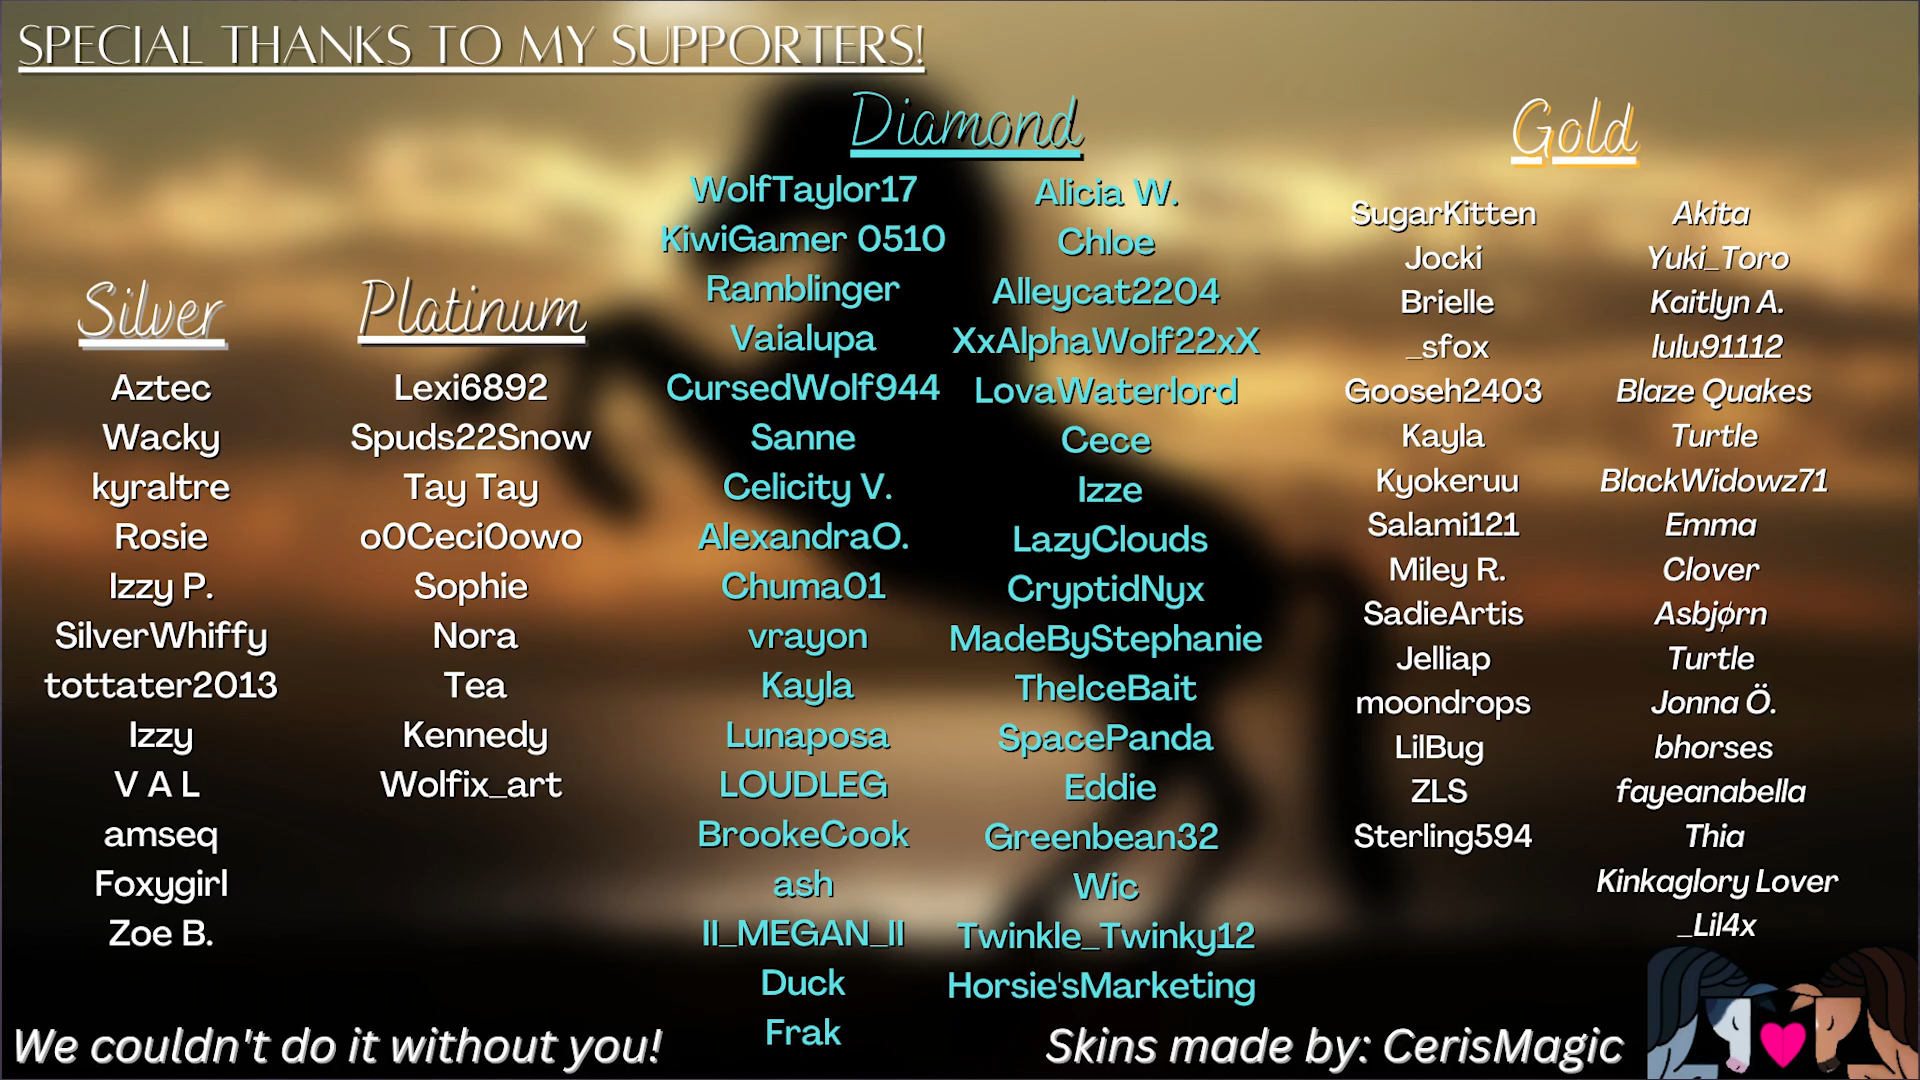 SPECIAL THANKS TO MY SUPPORTERS!
Silver
Aztec
Wacky
kyraltre
Rosie
Izzy P.
SilverWhiffy
tottater2013
Izzy
V A L
amseq
Foxygirl
Zoe B.
Platinum
Lexi6892
Spuds22Snow
Tay Tay
o0Ceci0owo
Sophie
Nora
Tea
Kennedy
Wolfix_art
Diamond
WolfTaylor17
KiwiGamer 0510
Ramblinger
Vaialupa
CursedWolf944
Sanne
Celicity V.
AlexandraO.
Chuma01
vrayon
Kayla
Lunaposa
LOUDLEG
BrookeCook
ash
II_MEGAN_II
Duck
Frak
Alicia W.
Chloe
Alleycat2204
XxAlphaWolf22xX
LovaWaterlord
Cece
Izze
LazyClouds
CryptidNyx
MadeByStephanie
TheIceBait
SpacePanda
Eddie
Greenbean32
Wic
Twinkle_Twinky12
Horsie'sMarketing
Gold
SugarKitten
Jocki
Brielle
_sfox
Gooseh2403
Kayla
Kyokeruu
Salami121
Miley R.
SadieArtis
Jelliap
moondrops
LilBug
ZLS
Sterling594
Akita
Yuki_Toro
Kaitlyn A.
lulu91112
Blaze Quakes
Turtle
BlackWidowz71
Emma
Clover
Asbjørn
Turtle
Jonna Ö.
bhorses
fayeanabella
Thia
Kinkaglory Lover
_Lil4x
We couldn't do it without you!
Skins made by: CerisMagic